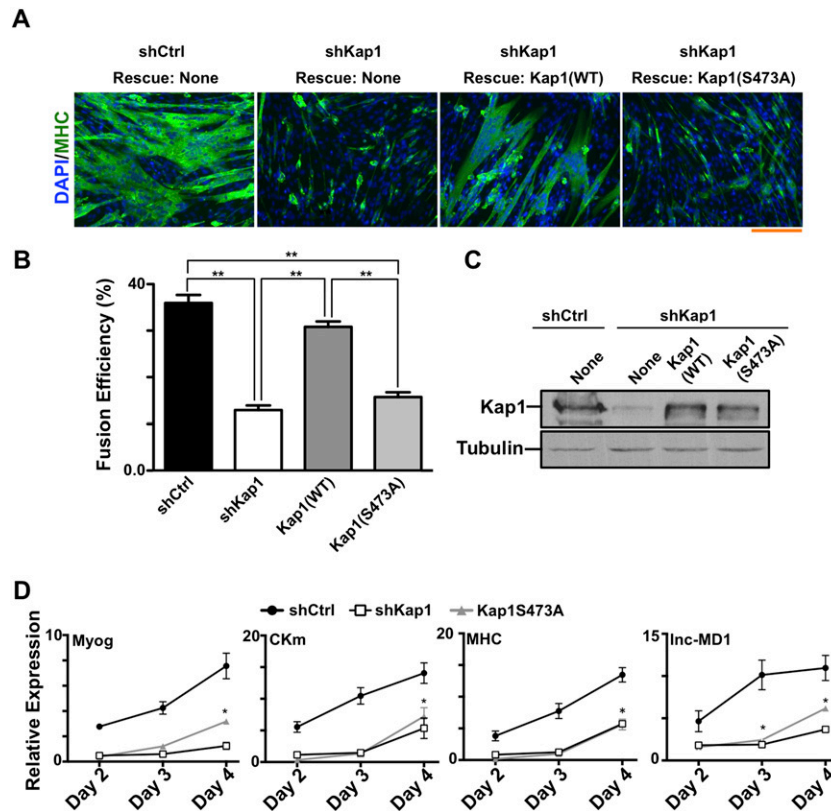 A
shCtrl
Rescue: None
shKap1
Rescue: None
shKap1
Rescue: Kap1(WT)
shKap1
Rescue: Kap1(S473A)
DAPI/MHC
B
Fusion Efficiency (%)
40
0.0
**
**
**
**
shCtrl
shKap1
Kap1(WT)
Kap1(S473A)
C
shCtrl
shKap1
None
None
Kap1
(WT)
Kap1
(S473A)
Kap1
Tubulin
D
shCtrl
shKap1
Kap1S473A
Relative Expression
Myog
10
0
*
Day 2
Day 3
Day 4
CKm
20
0
*
Day 2
Day 3
Day 4
MHC
20
0
*
Day 2
Day 3
Day 4
lnc-MD1
15
0
*
*
Day 2
Day 3
Day 4